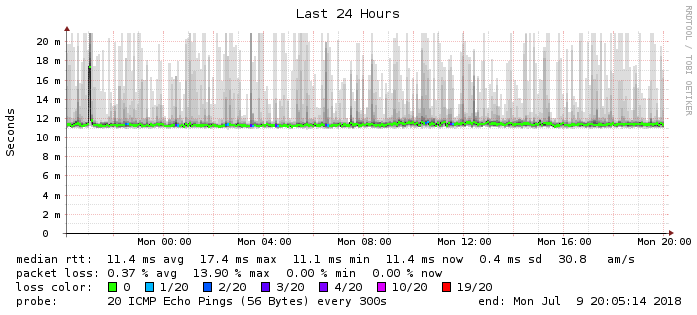 Last 24 Hours
RRDTOOL / TOBI OETIKER
Seconds
20 m
18 m
16 m
14 m
12 m
10 m
8 m
6 m
4 m
2 m
0
Mon 00:00 Mon 04:00 Mon 08:00 Mon 12:00 Mon 16:00 Mon 20:00
median rtt: 11.4 ms avg 17.4 ms max 11.1 ms min 11.4 ms now 0.4 ms sd 30.8 am/s
packet loss: 0.37 % avg 13.90 % max 0.00 % min 0.00 % now
loss color: 0 1/20 2/20 3/20 4/20 10/20 19/20
probe: 20 ICMP Echo Pings (56 Bytes) every 300s end: Mon Jul 9 20:05:14 2018